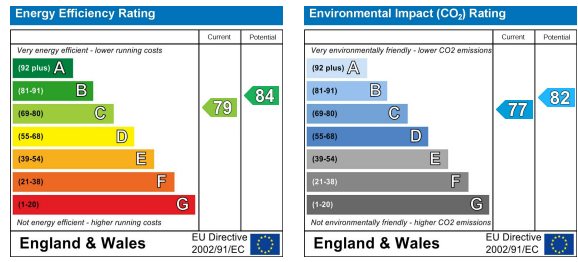 Energy Efficiency Rating
Current Potential
Very energy efficient - lower running costs
(92 plus) A
(81-91) B
(69-80) C
(55-68) D
(39-54) E
(21-38) F
(1-20) G
79
84
Not energy efficient - higher running costs
England & Wales
EU Directive
2002/91/EC
Environmental Impact (CO₂) Rating
Current Potential
Very environmentally friendly - lower CO2 emissions
(92 plus) A
(81-91) B
(69-80) C
(55-68) D
(39-54) E
(21-38) F
(1-20) G
77
82
Not environmentally friendly - higher CO2 emissions
England & Wales
EU Directive
2002/91/EC